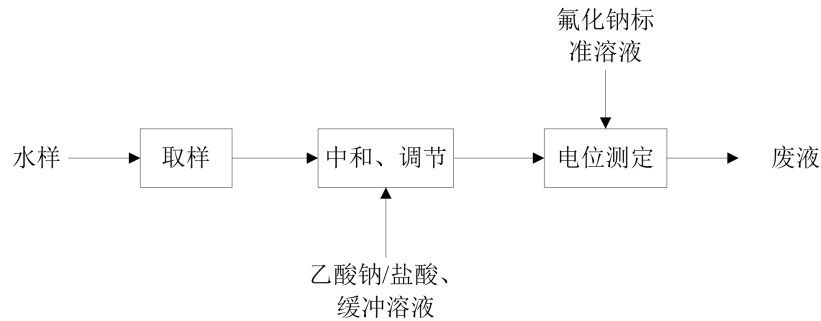 氟化钠标
准溶液
水样
取样
中和、调节
电位测定
废液
乙酸钠/盐酸、
缓冲溶液